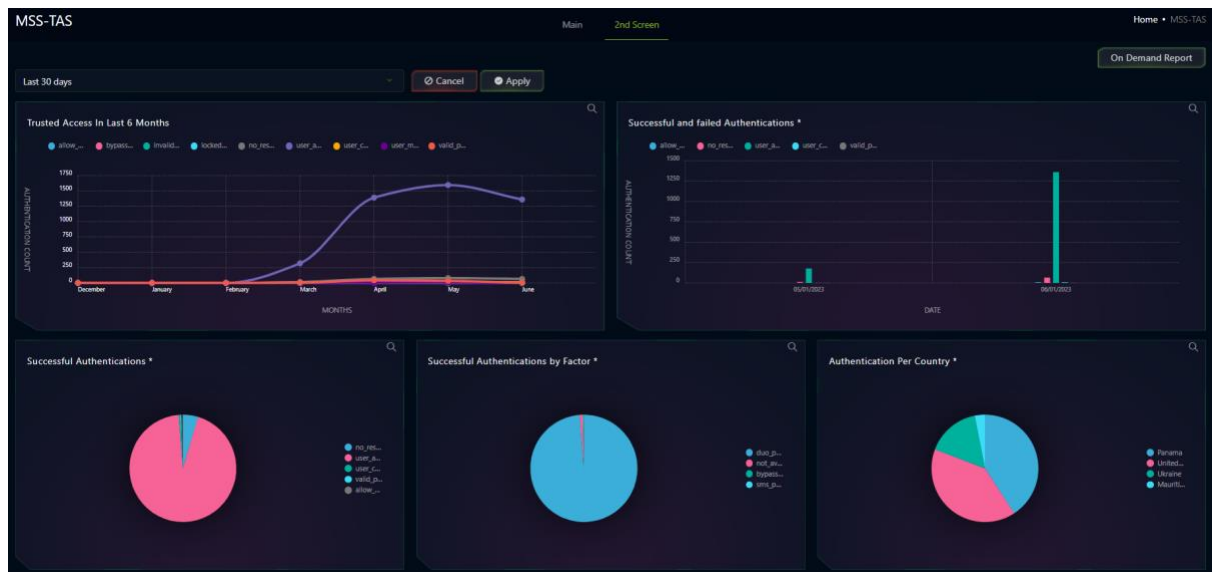 MSS-TAS
Main
2nd Screen
Home • MSS-TAS
On Demand Report
Last 30 days
Cancel
Apply
Trusted Access In Last 6 Months
allow_... bypass... invalid... locked... no_res... user_a... user_c... user_m... valid_p...
AUTHENTICATION COUNT
1750
1500
1250
1000
750
500
250
0
December January February March April May June
MONTHS
Successful and failed Authentications *
allow_... no_res... user_a... user_c... valid_p...
AUTHENTICATION COUNT
1500
1250
1000
750
500
250
0
05/01/2023 06/01/2023
DATE
Successful Authentications *
no_res...
user_a...
user_c...
valid_p...
allow_...
Successful Authentications by Factor *
duo_p...
not_av...
bypass...
sms_p...
Authentication Per Country *
Panama
United...
Ukraine
Mauriti...